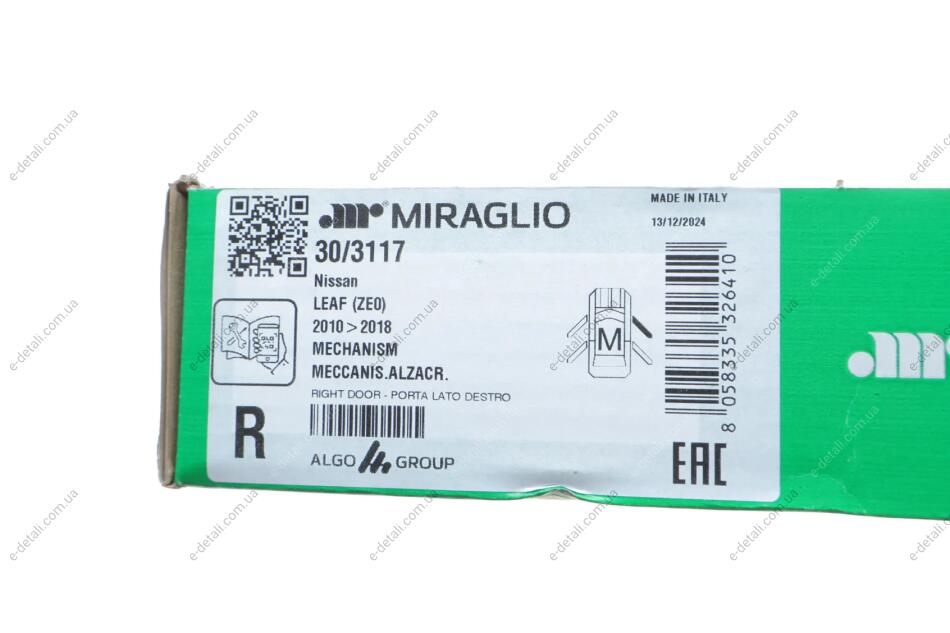 MIRAGLIO
30/3117
Nissan
LEAF (ZE0)
2010 > 2018
MECHANISM
MECCANIS.ALZACR.
RIGHT DOOR - PORTA LATO DESTRO
R
ALGO GROUP
M
MADE IN ITALY
13/12/2024
8 058335 326410
EAC
e-detali.com.ua